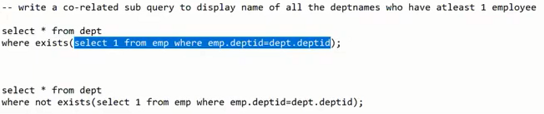 -- write a co-related sub query to display name of all the deptnames who have atleast 1 employee
select * from dept
where exists(select 1 from emp where emp.deptid=dept.deptid);
select * from dept
where not exists(select 1 from emp where emp.deptid=dept.deptid);